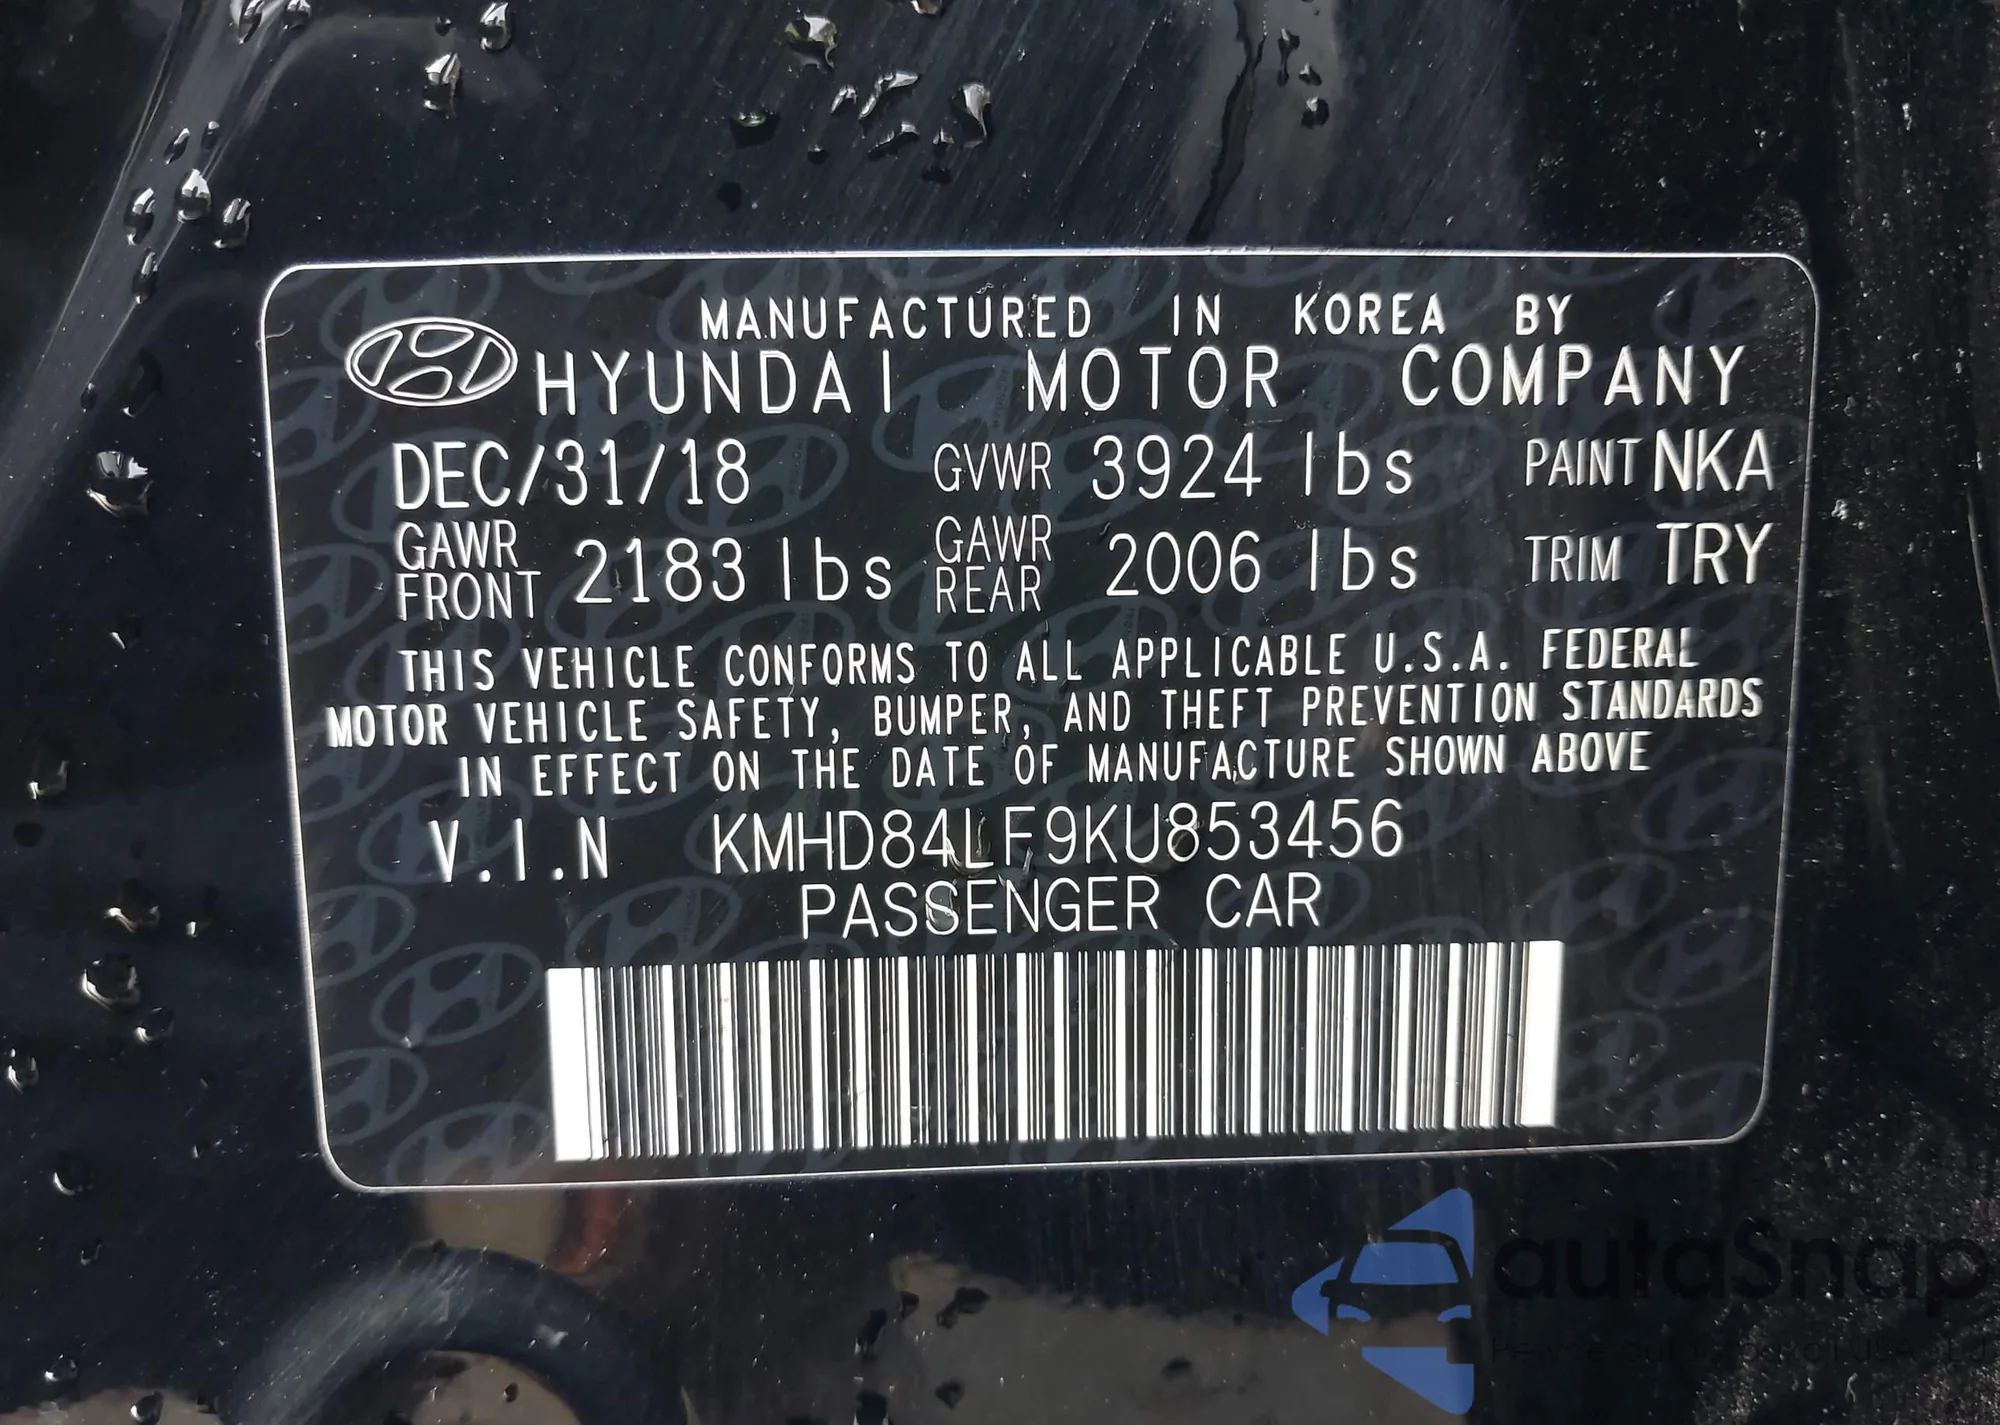 MANUFACTURED IN KOREA BY
HYUNDAI MOTOR COMPANY
DEC/31/18 GVWR 3924 lbs PAINT NKA
GAWR FRONT 2183 lbs GAWR REAR 2006 lbs TRIM TRY
THIS VEHICLE CONFORMS TO ALL APPLICABLE U.S.A. FEDERAL
MOTOR VEHICLE SAFETY, BUMPER, AND THEFT PREVENTION STANDARDS
IN EFFECT ON THE DATE OF MANUFACTURE SHOWN ABOVE
V.I.N KMHD84LF9KU853456
PASSENGER CAR
autaSnap